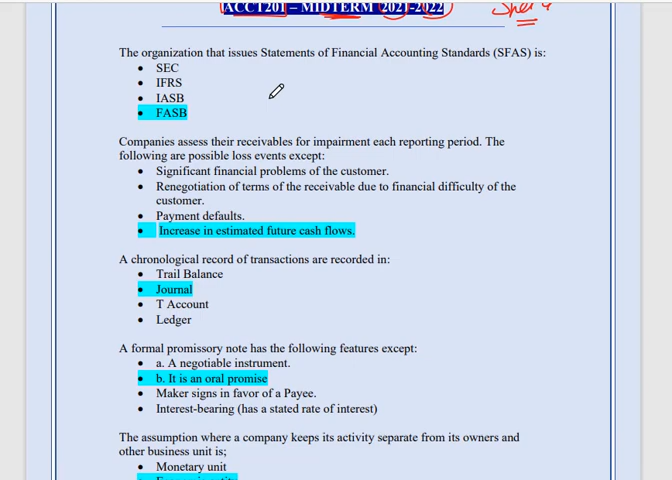 ACCT201 – MIDTERM 2021-2022
The organization that issues Statements of Financial Accounting Standards (SFAS) is:
• SEC
• IFRS
• IASB
• FASB
Companies assess their receivables for impairment each reporting period. The
following are possible loss events except:
• Significant financial problems of the customer.
• Renegotiation of terms of the receivable due to financial difficulty of the
customer.
• Payment defaults.
• Increase in estimated future cash flows.
A chronological record of transactions are recorded in:
• Trail Balance
• Journal
• T Account
• Ledger
A formal promissory note has the following features except:
• a. A negotiable instrument.
• b. It is an oral promise
• Maker signs in favor of a Payee.
• Interest-bearing (has a stated rate of interest)
The assumption where a company keeps its activity separate from its owners and
other business unit is;
• Monetary unit
• Economic entity